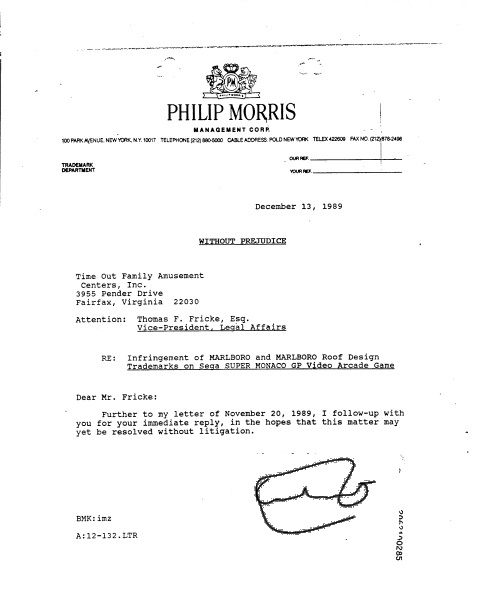 PM
PHILIP MORRIS
MANAGEMENT CORP.
100 PARK AVENUE, NEW YORK, N.Y. 10017 TELEPHONE (212) 880-5000 CABLE ADDRESS: POLD NEW YORK TELEX 422609 FAX NO. (212) 878-2498
OUR REF.
TRADEMARK
DEPARTMENT
YOUR REF.
December 13, 1989
WITHOUT PREJUDICE
Time Out Family Amusement
Centers, Inc.
3955 Pender Drive
Fairfax, Virginia 22030
Attention: Thomas F. Fricke, Esq.
Vice-President, Legal Affairs
RE: Infringement of MARLBORO and MARLBORO Roof Design
Trademarks on Sega SUPER MONACO GP Video Arcade Game
Dear Mr. Fricke:
Further to my letter of November 20, 1989, I follow-up with
you for your immediate reply, in the hopes that this matter may
yet be resolved without litigation.
BMK:imz
A:12-132.LTR